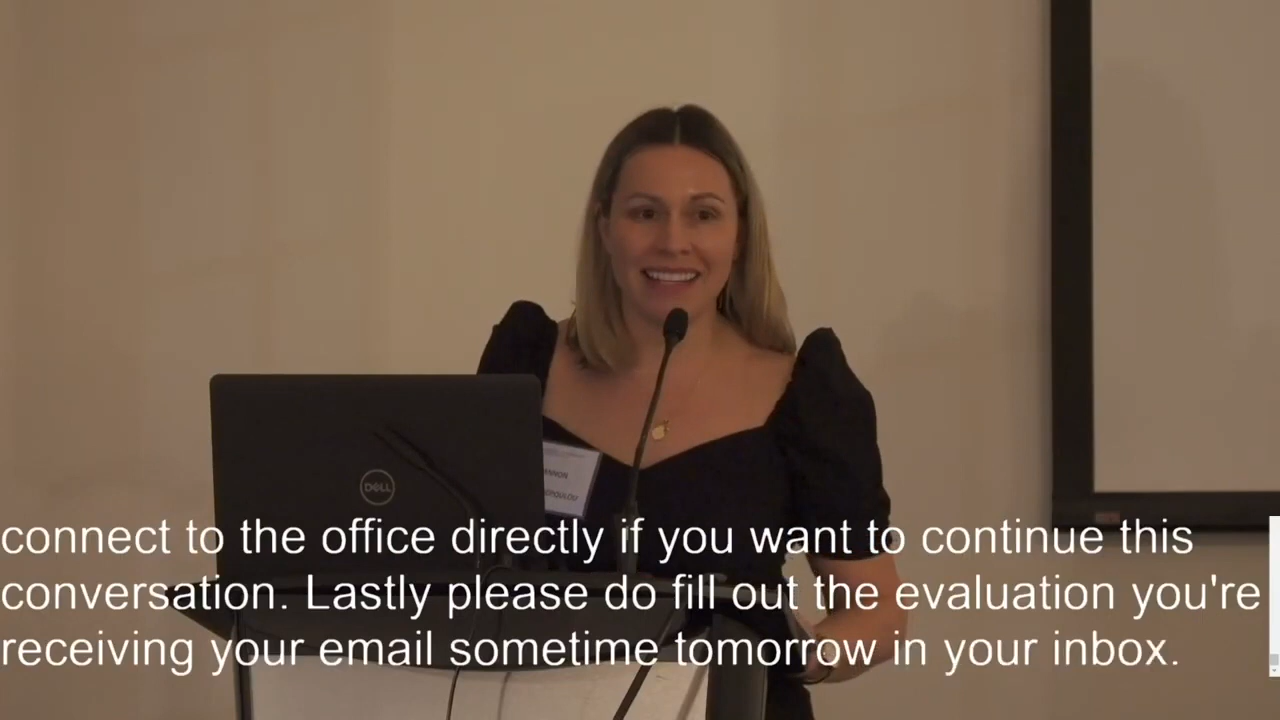 DELL
connect to the office directly if you want to continue this
conversation. Lastly please do fill out the evaluation you're
receiving your email sometime tomorrow in your inbox.